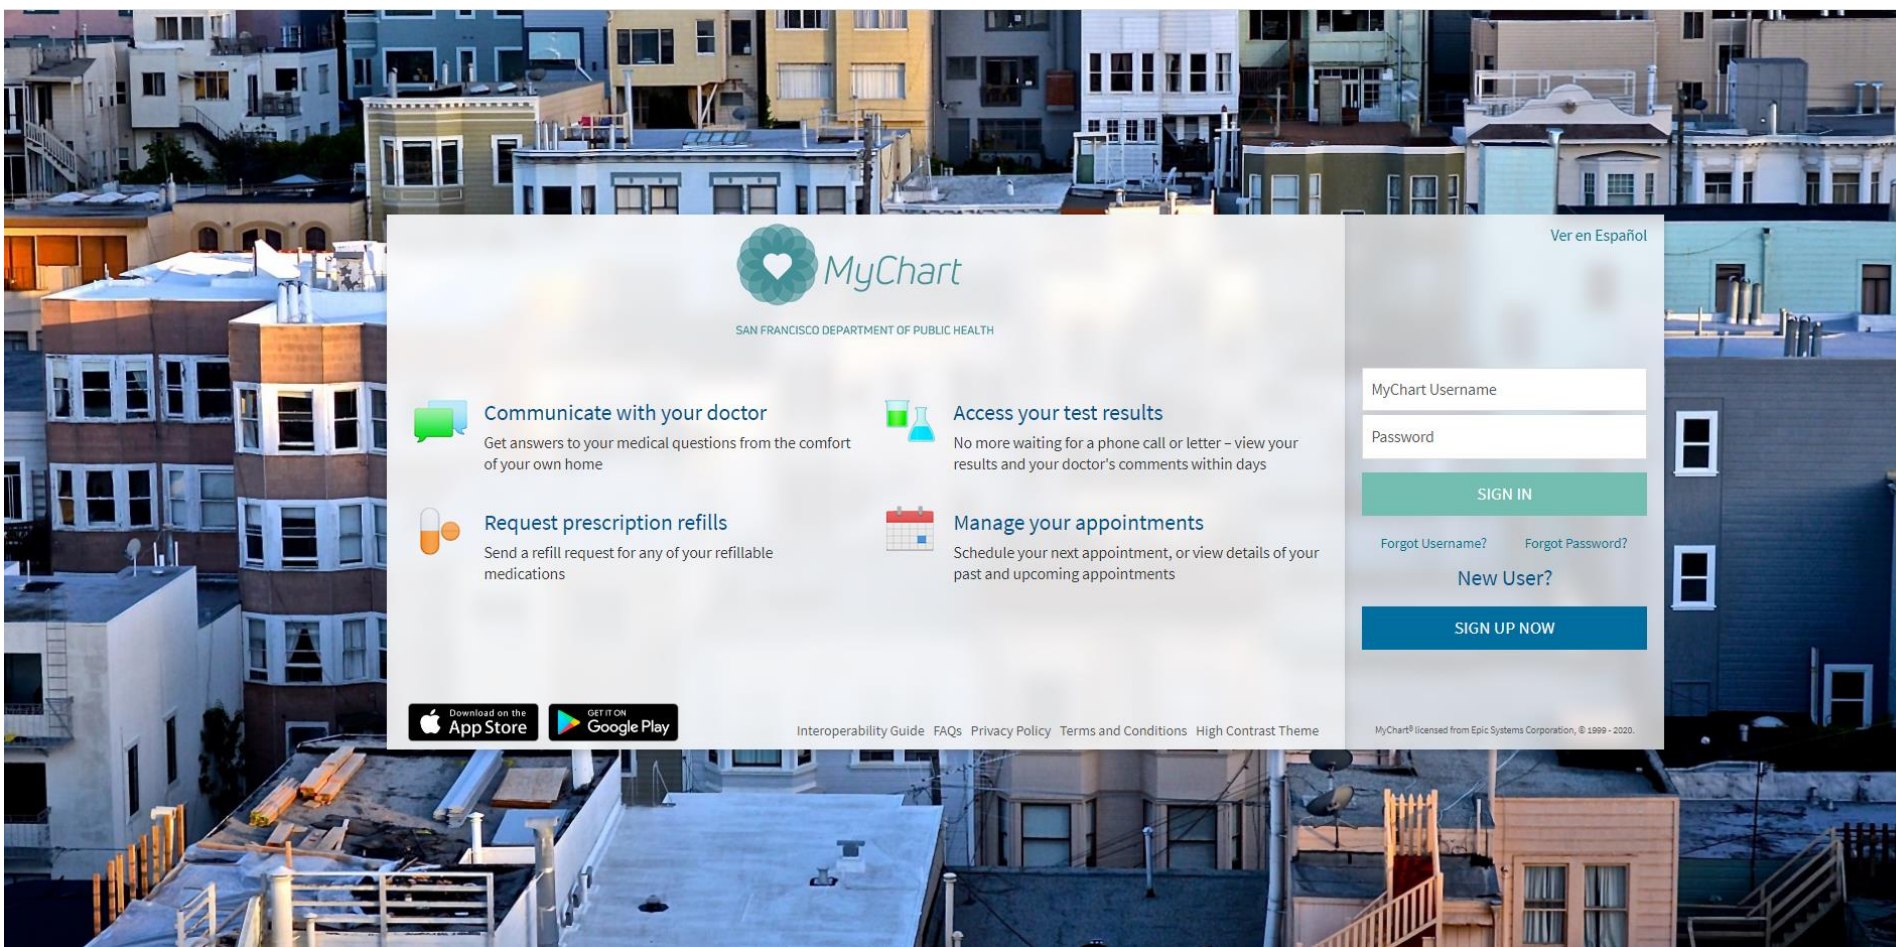 MyChart
SAN FRANCISCO DEPARTMENT OF PUBLIC HEALTH
Communicate with your doctor
Get answers to your medical questions from the comfort
of your own home
Access your test results
No more waiting for a phone call or letter – view your
results and your doctor's comments within days
Request prescription refills
Send a refill request for any of your refillable
medications
Manage your appointments
Schedule your next appointment, or view details of your
past and upcoming appointments
Download on the
App Store
GET IT ON
Google Play
Interoperability Guide FAQs Privacy Policy Terms and Conditions High Contrast Theme
Ver en Español
MyChart Username
Password
SIGN IN
Forgot Username? Forgot Password?
New User?
SIGN UP NOW
MyChart® licensed from Epic Systems Corporation, © 1999 - 2020.